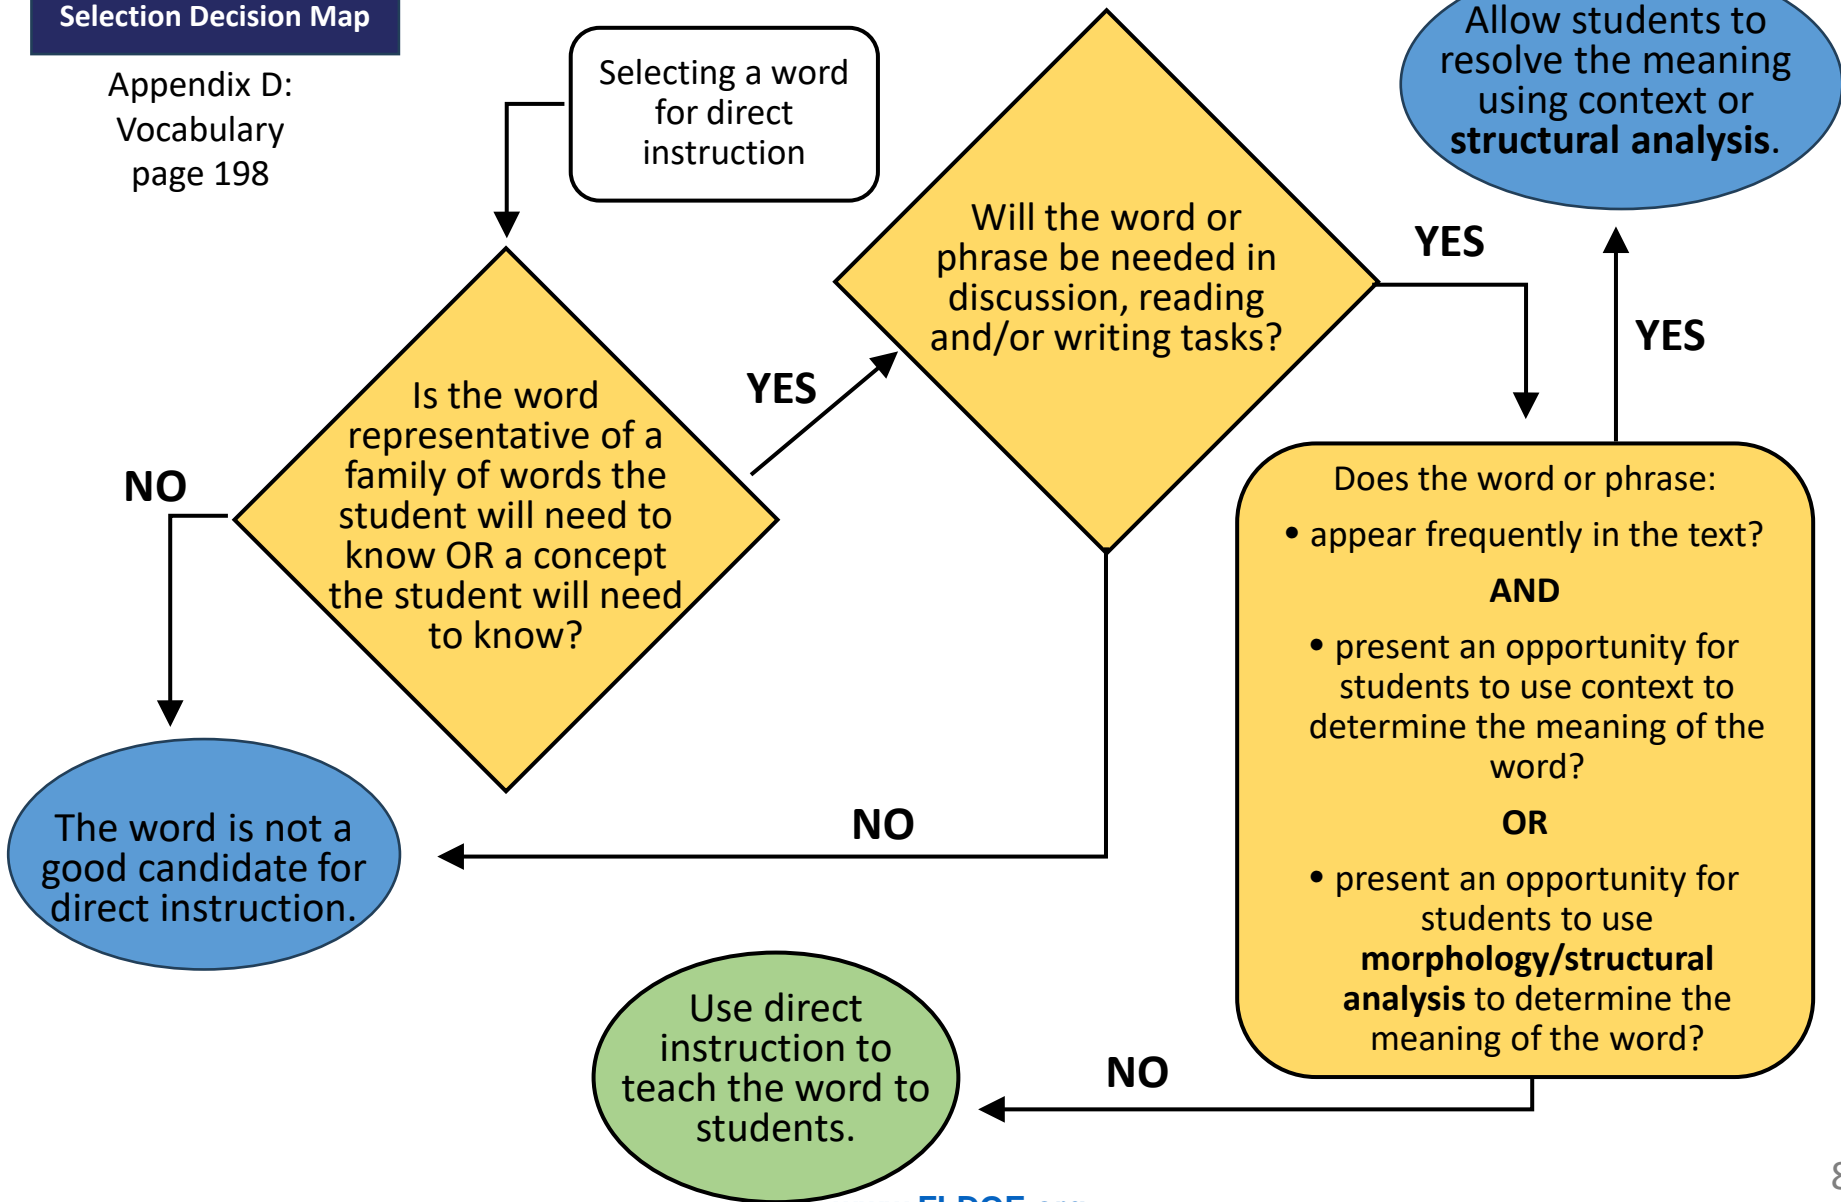 Selection Decision Map
Appendix D:
Vocabulary
page 198
Selecting a word
for direct
instruction
Is the word
representative of a
family of words the
student will need to
know OR a concept
the student will need
to know?
NO
The word is not a
good candidate for
direct instruction.
YES
Will the word or
phrase be needed in
discussion, reading
and/or writing tasks?
NO
YES
Does the word or phrase:
• appear frequently in the text?
AND
• present an opportunity for
students to use context to
determine the meaning of the
word?
OR
• present an opportunity for
students to use
morphology/structural
analysis to determine the
meaning of the word?
YES
Allow students to
resolve the meaning
using context or
structural analysis.
NO
Use direct
instruction to
teach the word to
students.